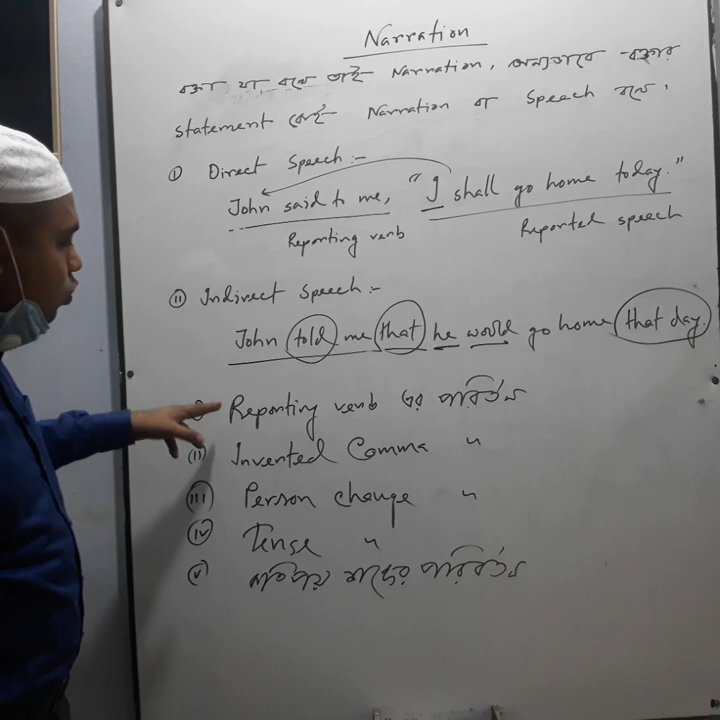 Narration
বক্তা যা বলে তাই Narration, অন্যভাবে বক্তার
statement কেই Narration বা Speech বলে।
(i) Direct Speech :-
John said to me, "I shall go home today."
Reporting verb Reported speech
(ii) Indirect Speech :-
John told me that he would go home that day.
Reporting verb এর পরিবর্তন
(ii) Invented Comma "
(iii) Person change "
(iv) Tense "
(v) কতিপয় শব্দের পরিবর্তন